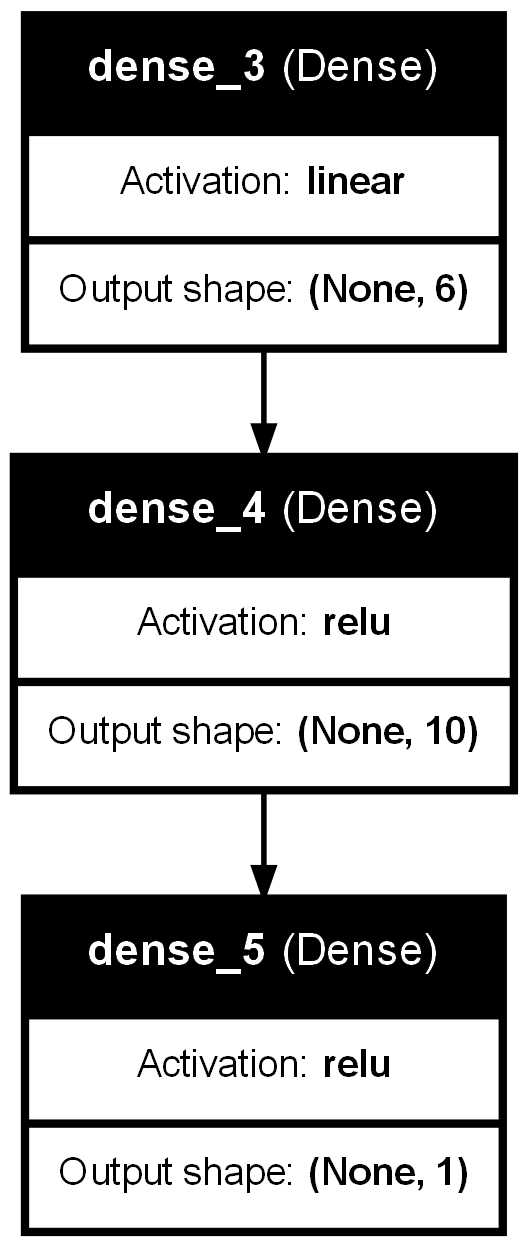 dense_3 (Dense)
Activation: linear
Output shape: (None, 6)
dense_4 (Dense)
Activation: relu
Output shape: (None, 10)
dense_5 (Dense)
Activation: relu
Output shape: (None, 1)